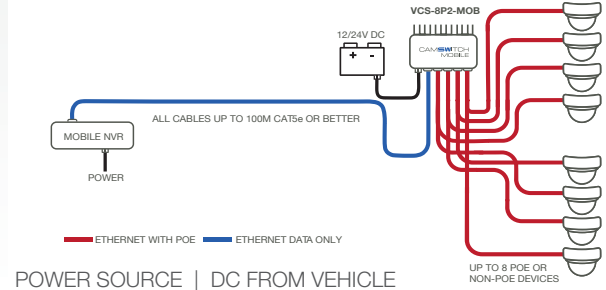 VCS-8P2-MOB
12/24V DC
+ -
CAMSWITCH
MOBILE
ALL CABLES UP TO 100M CAT5e OR BETTER
MOBILE NVR
POWER
ETHERNET WITH POE
ETHERNET DATA ONLY
UP TO 8 POE OR
NON-POE DEVICES
POWER SOURCE | DC FROM VEHICLE